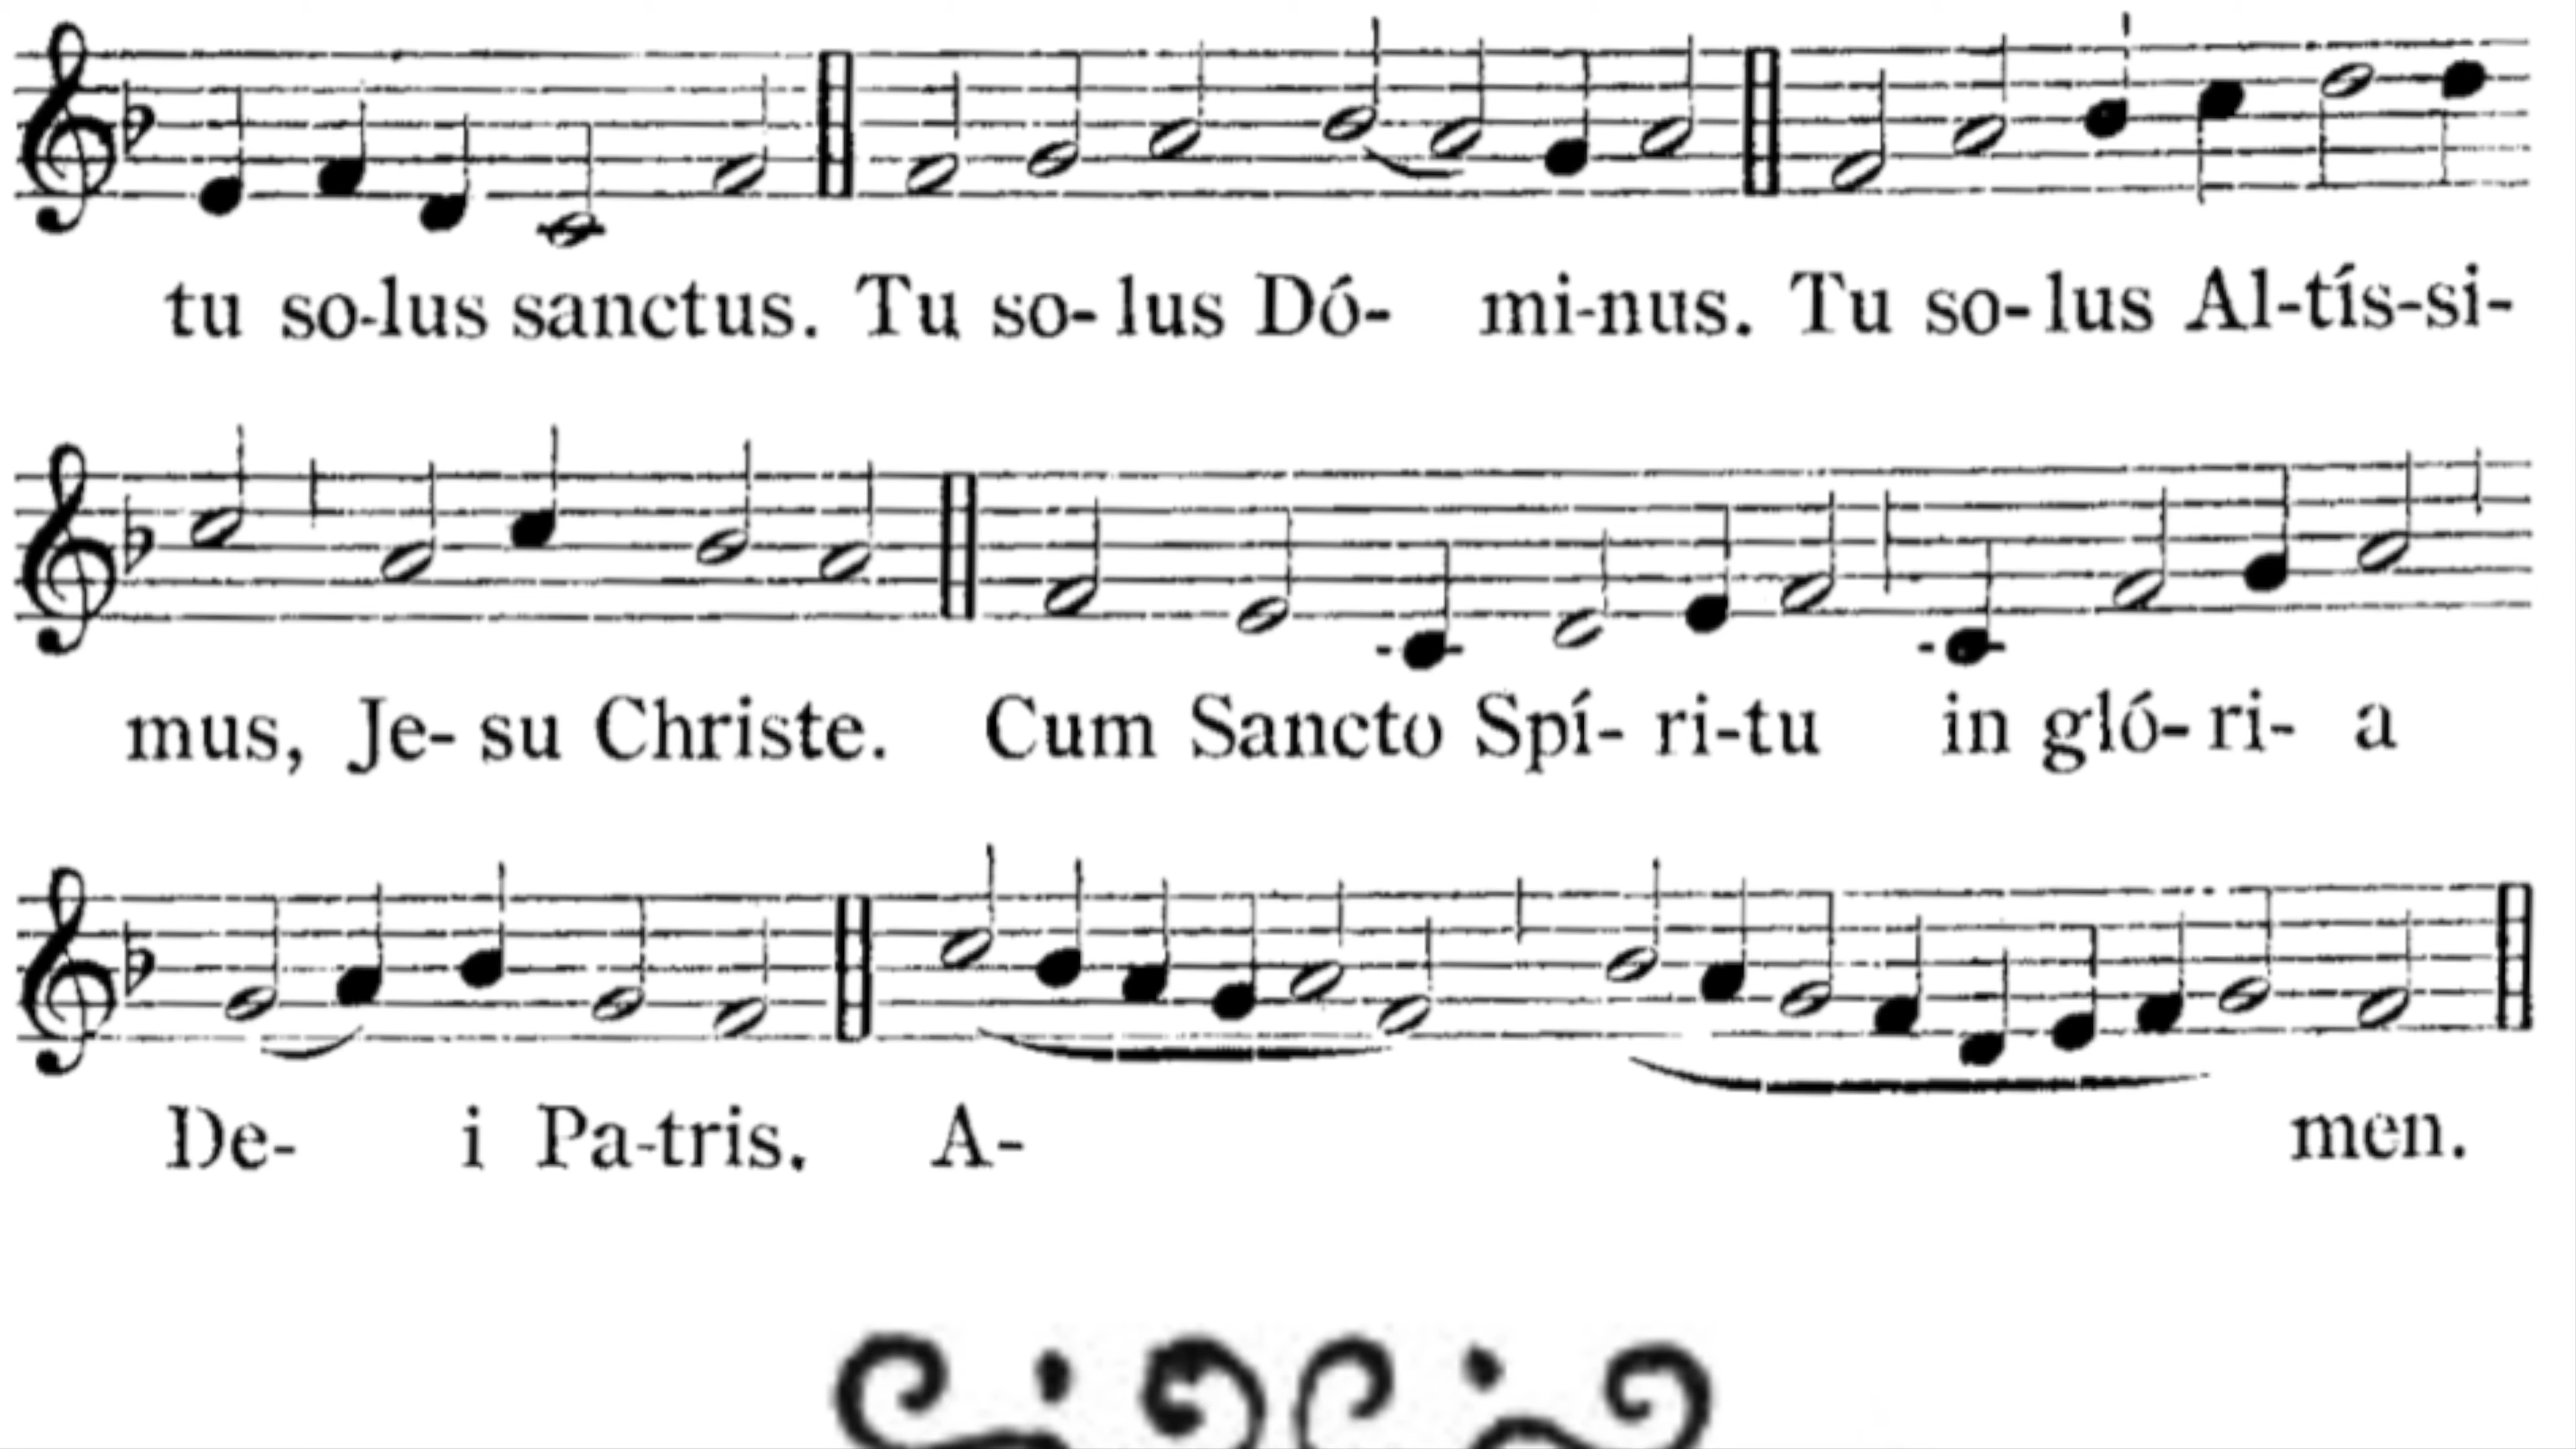 tu so-lus sanctus. Tu so-lus Dó- mi-nus. Tu so-lus Al-tís-si-
mus, Je-su Christe. Cum Sancto Spí-ri-tu in gló-ri- a
De- i Pa-tris. A- men.